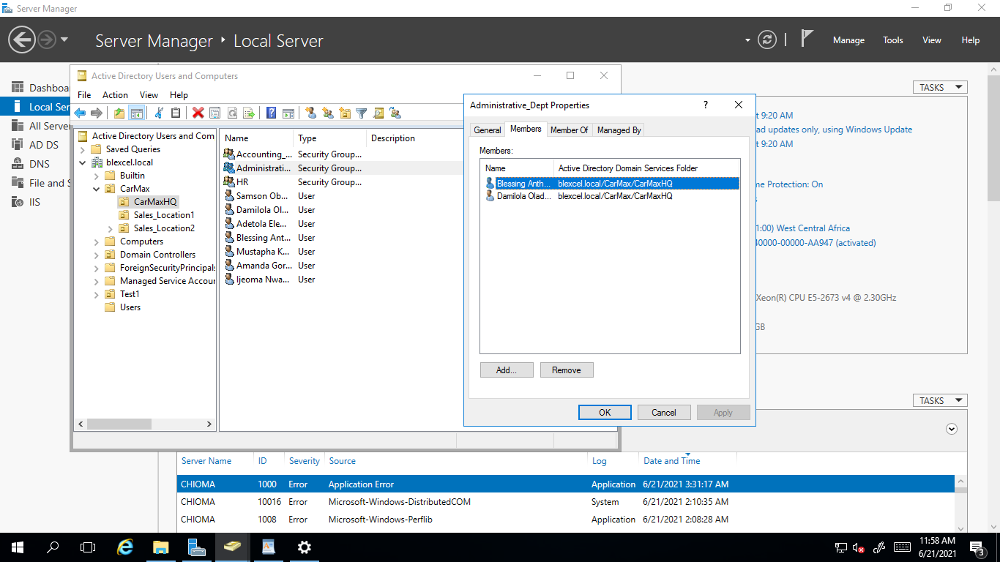 Server Manager
Server Manager • Local Server
Manage Tools View Help
Dashboa
Local Ser
All Server
AD DS
DNS
File and S
IIS
Active Directory Users and Computers
File Action View Help
Active Directory Users and Com
Saved Queries
blexcel.local
Builtin
CarMax
CarMaxHQ
Sales_Location1
Sales_Location2
Computers
Domain Controllers
ForeignSecurityPrincipals
Managed Service Accoun
Test1
Users
Name Type Description
Accounting_... Security Group...
Administrati... Security Group...
HR Security Group...
Samson Ob... User
Damilola Ol... User
Adetola Ele... User
Blessing Ant... User
Mustapha K... User
Amanda Gor... User
Ijeoma Nwa... User
Administrative_Dept Properties
General Members Member Of Managed By
Members:
Name Active Directory Domain Services Folder
Blessing Anth... blexcel.local/CarMax/CarMaxHQ
Damilola Olad... blexcel.local/CarMax/CarMaxHQ
Add... Remove
OK Cancel Apply
TASKS
t 9:20 AM
ad updates only, using Windows Update
t 9:20 AM
me Protection: On
1:00) West Central Africa
40000-00000-AA947 (activated)
Xeon(R) CPU E5-2673 v4 @ 2.30GHz
GB
TASKS
Server Name ID Severity Source Log Date and Time
CHIOMA 1000 Error Application Error Application 6/21/2021 3:31:17 AM
CHIOMA 10016 Error Microsoft-Windows-DistributedCOM System 6/21/2021 2:10:35 AM
CHIOMA 1008 Error Microsoft-Windows-Perflib Application 6/21/2021 2:08:28 AM
11:58 AM
6/21/2021
3